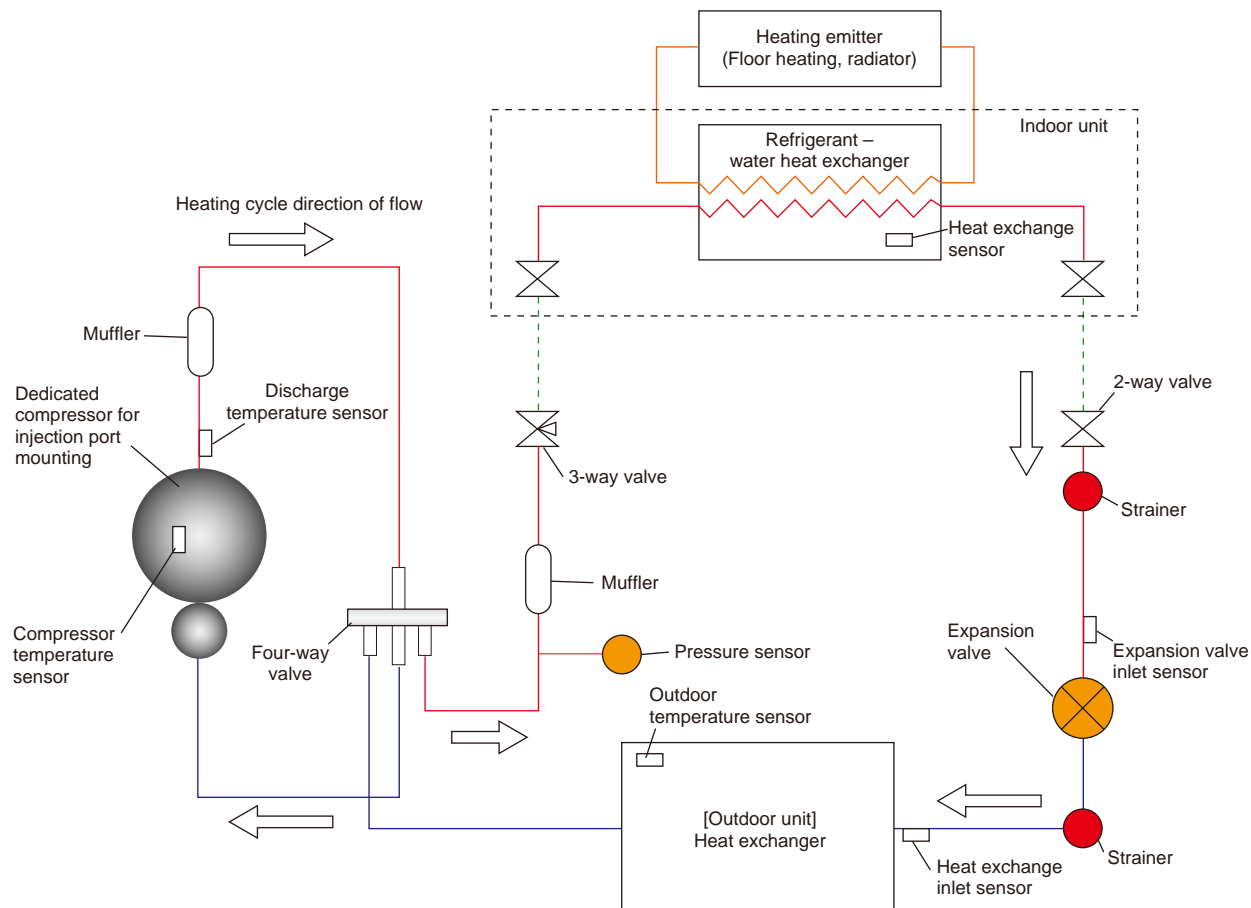 Heating emitter
(Floor heating, radiator)
Indoor unit
Refrigerant –
water heat exchanger
Heating cycle direction of flow
Heat exchange
sensor
Muffler
Dedicated
compressor for
injection port
mounting
Discharge
temperature sensor
2-way valve
3-way valve
Strainer
Muffler
Compressor
temperature
sensor
Four-way
valve
Pressure sensor
Expansion
valve
Expansion valve
inlet sensor
Outdoor
temperature sensor
[Outdoor unit]
Heat exchanger
Heat exchange
inlet sensor
Strainer